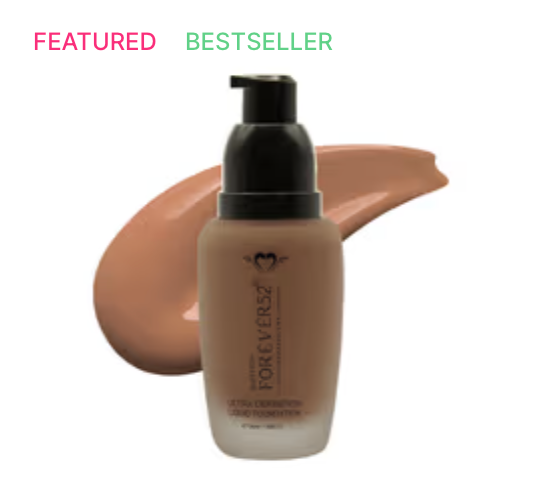 FEATURED BESTSELLER
FOREVER52
ULTRA DEFINITION
LIQUID FOUNDATION